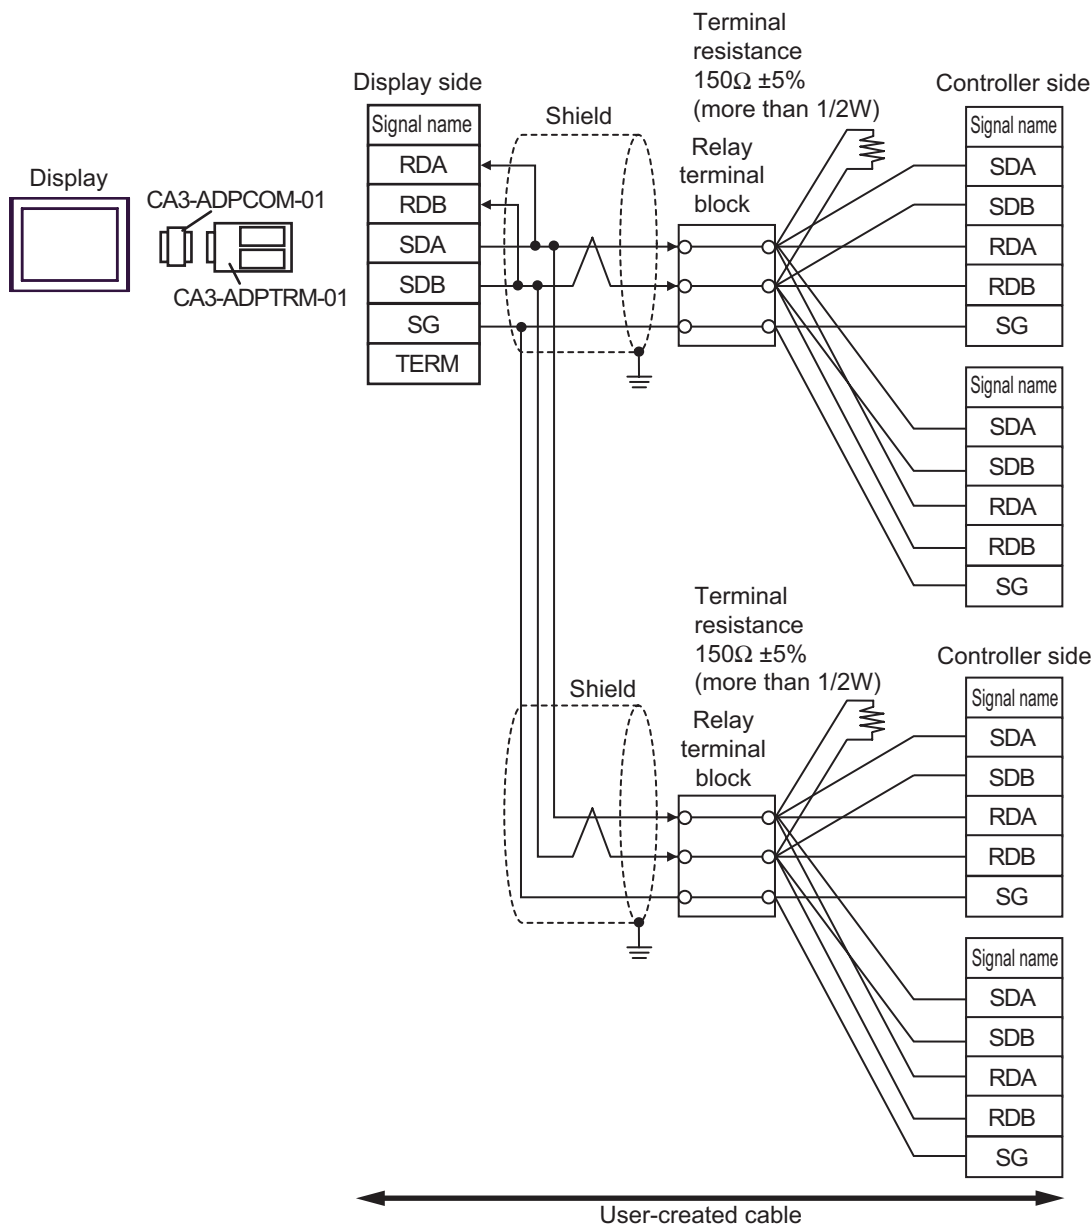 Terminal
resistance
150Ω ±5%
(more than 1/2W)
Display side
Controller side
Shield
Signal name
RDA
RDB
SDA
SDB
SG
TERM
Relay
terminal
block
Signal name
SDA
SDB
RDA
RDB
SG
Display
CA3-ADPCOM-01
CA3-ADPTRM-01
Signal name
SDA
SDB
RDA
RDB
SG
Terminal
resistance
150Ω ±5%
(more than 1/2W)
Controller side
Shield
Relay
terminal
block
Signal name
SDA
SDB
RDA
RDB
SG
Signal name
SDA
SDB
RDA
RDB
SG
User-created cable